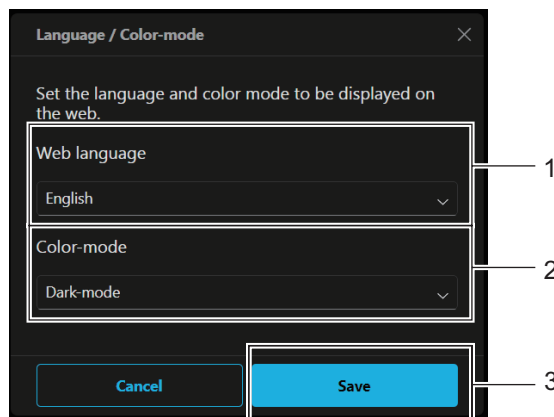 Language / Color-mode
Set the language and color mode to be displayed on
the web.
Web language
1
English
Color-mode
2
Dark-mode
Cancel
Save
3